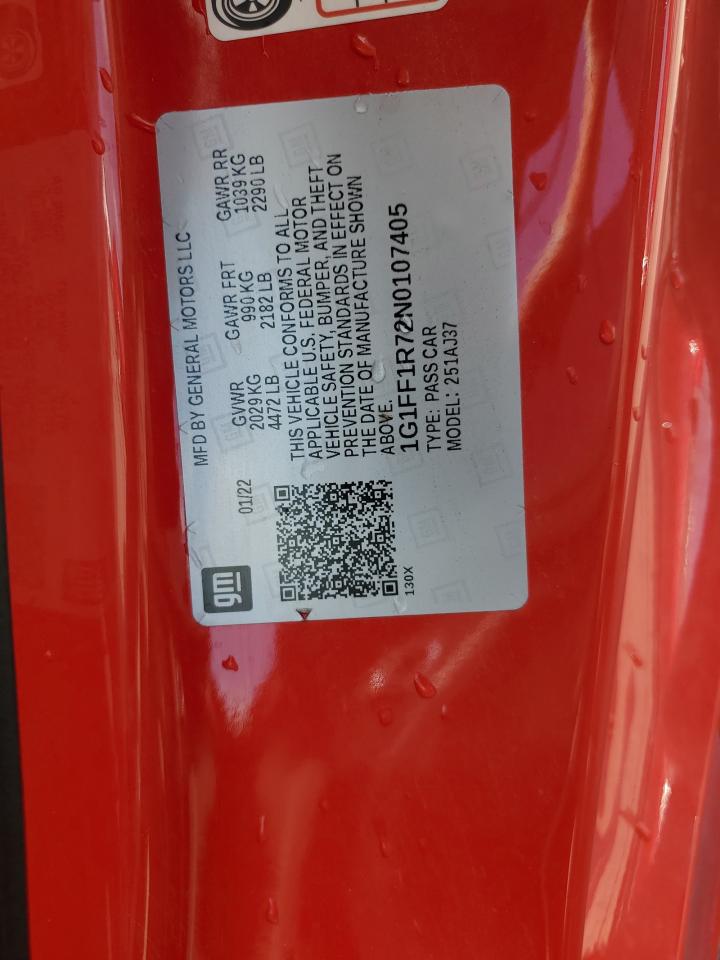 MFD BY GENERAL MOTORS LLC
gm
01/22
GVWR GAWR FRT GAWR RR
2029 KG 990 KG 1039 KG
4472 LB 2182 LB 2290 LB
THIS VEHICLE CONFORMS TO ALL
APPLICABLE U.S. FEDERAL MOTOR
VEHICLE SAFETY, BUMPER, AND THEFT
PREVENTION STANDARDS IN EFFECT ON
THE DATE OF MANUFACTURE SHOWN
ABOVE.
1G1FF1R72N0107405
130X
TYPE: PASS CAR
MODEL: 251AJ37